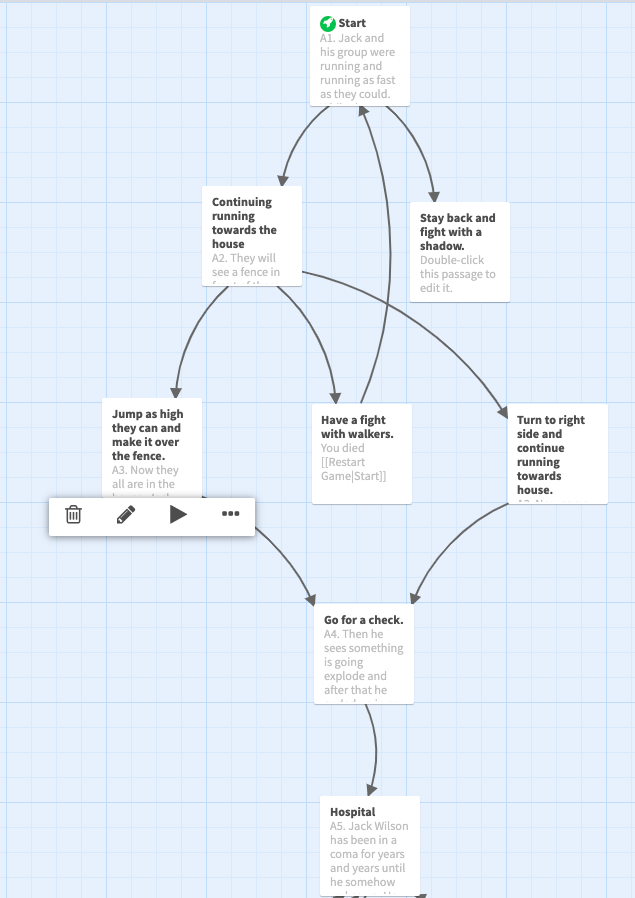 Start
A1. Jack and
his group were
running and
running as fast
as they could.
Continuing
running
towards the
house
A2. They will
see a fence in
Stay back and
fight with a
shadow.
Double-click
this passage to
edit it.
Jump as high
they can and
make it over
the fence.
A3. Now they
all are in the
Have a fight
with walkers.
You died
[[Restart
Game|Start]]
Turn to right
side and
continue
running
towards
house.
Go for a check.
A4. Then he
sees something
is going
explode and
after that he
Hospital
A5. Jack Wilson
has been in a
coma for years
and years until
he somehow